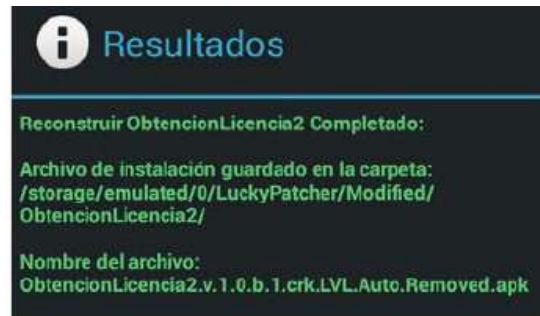 Resultados
Reconstruir ObtencionLicencia2 Completado:
Archivo de instalación guardado en la carpeta:
/storage/emulated/0/LuckyPatcher/Modified/
ObtencionLicencia2/
Nombre del archivo:
ObtencionLicencia2.v.1.0.b.1.crk.LVL.Auto.Removed.apk